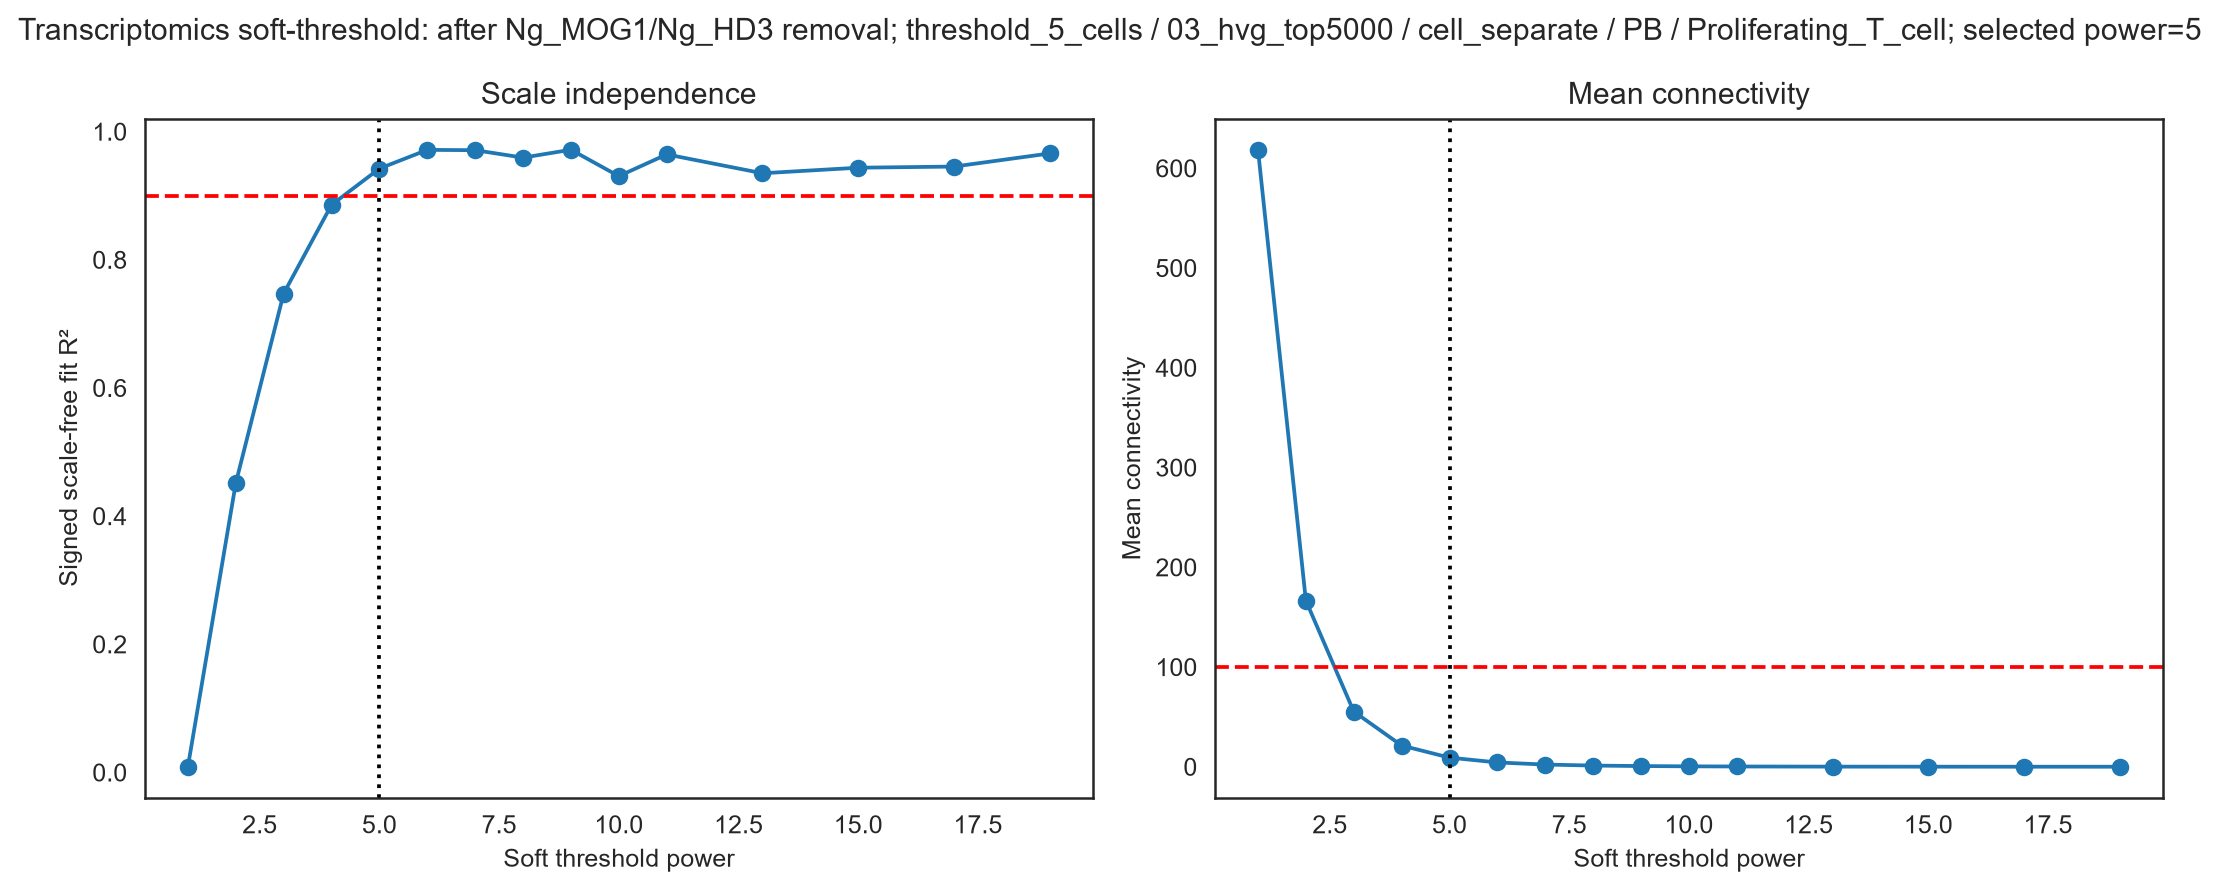 Transcriptomics soft-threshold: after Ng_MOG1/Ng_HD3 removal; threshold_5_cells / 03_hvg_top5000 / cell_separate / PB / Proliferating_T_cell; selected power=5
Scale independence
Signed scale-free fit R²
1.0
0.8
0.6
0.4
0.2
0.0
2.5 5.0 7.5 10.0 12.5 15.0 17.5
Soft threshold power
Mean connectivity
Mean connectivity
600
500
400
300
200
100
0
2.5 5.0 7.5 10.0 12.5 15.0 17.5
Soft threshold power